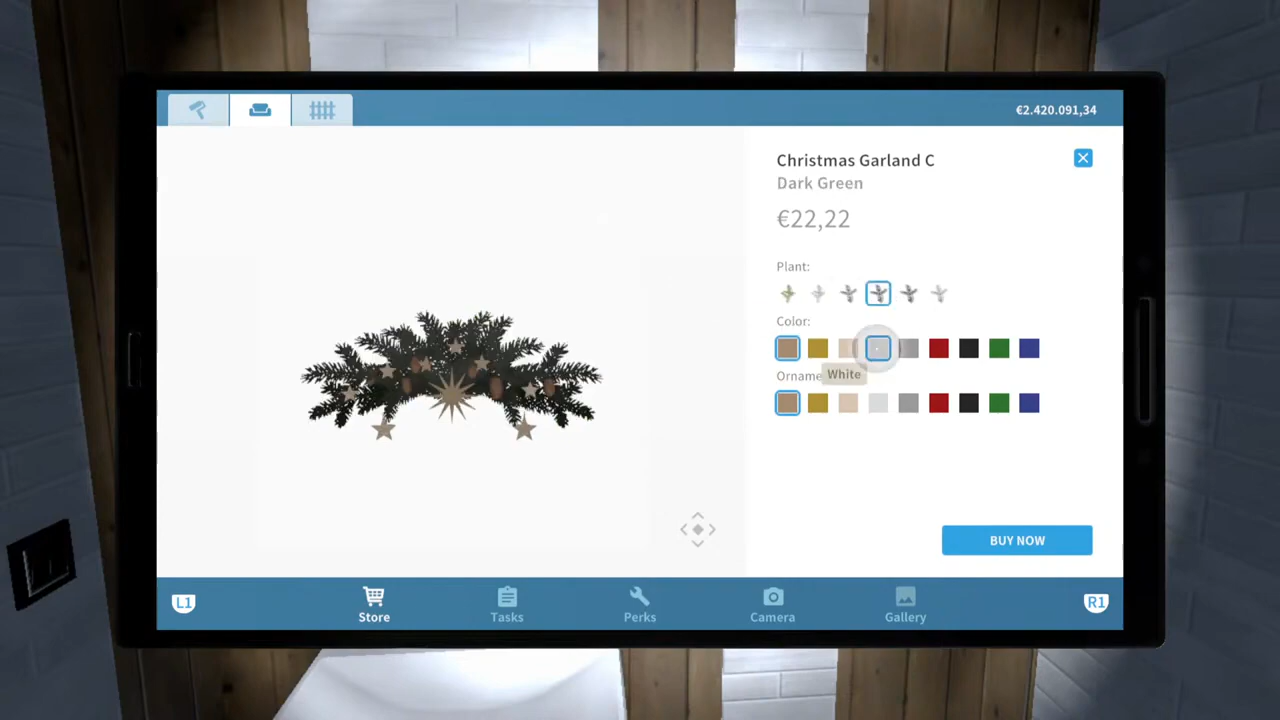 €2.420.091,34
Christmas Garland C
Dark Green
€22,22
Plant:
Color:
White
Orname
BUY NOW
L1
Store
Tasks
Perks
Camera
Gallery
R1